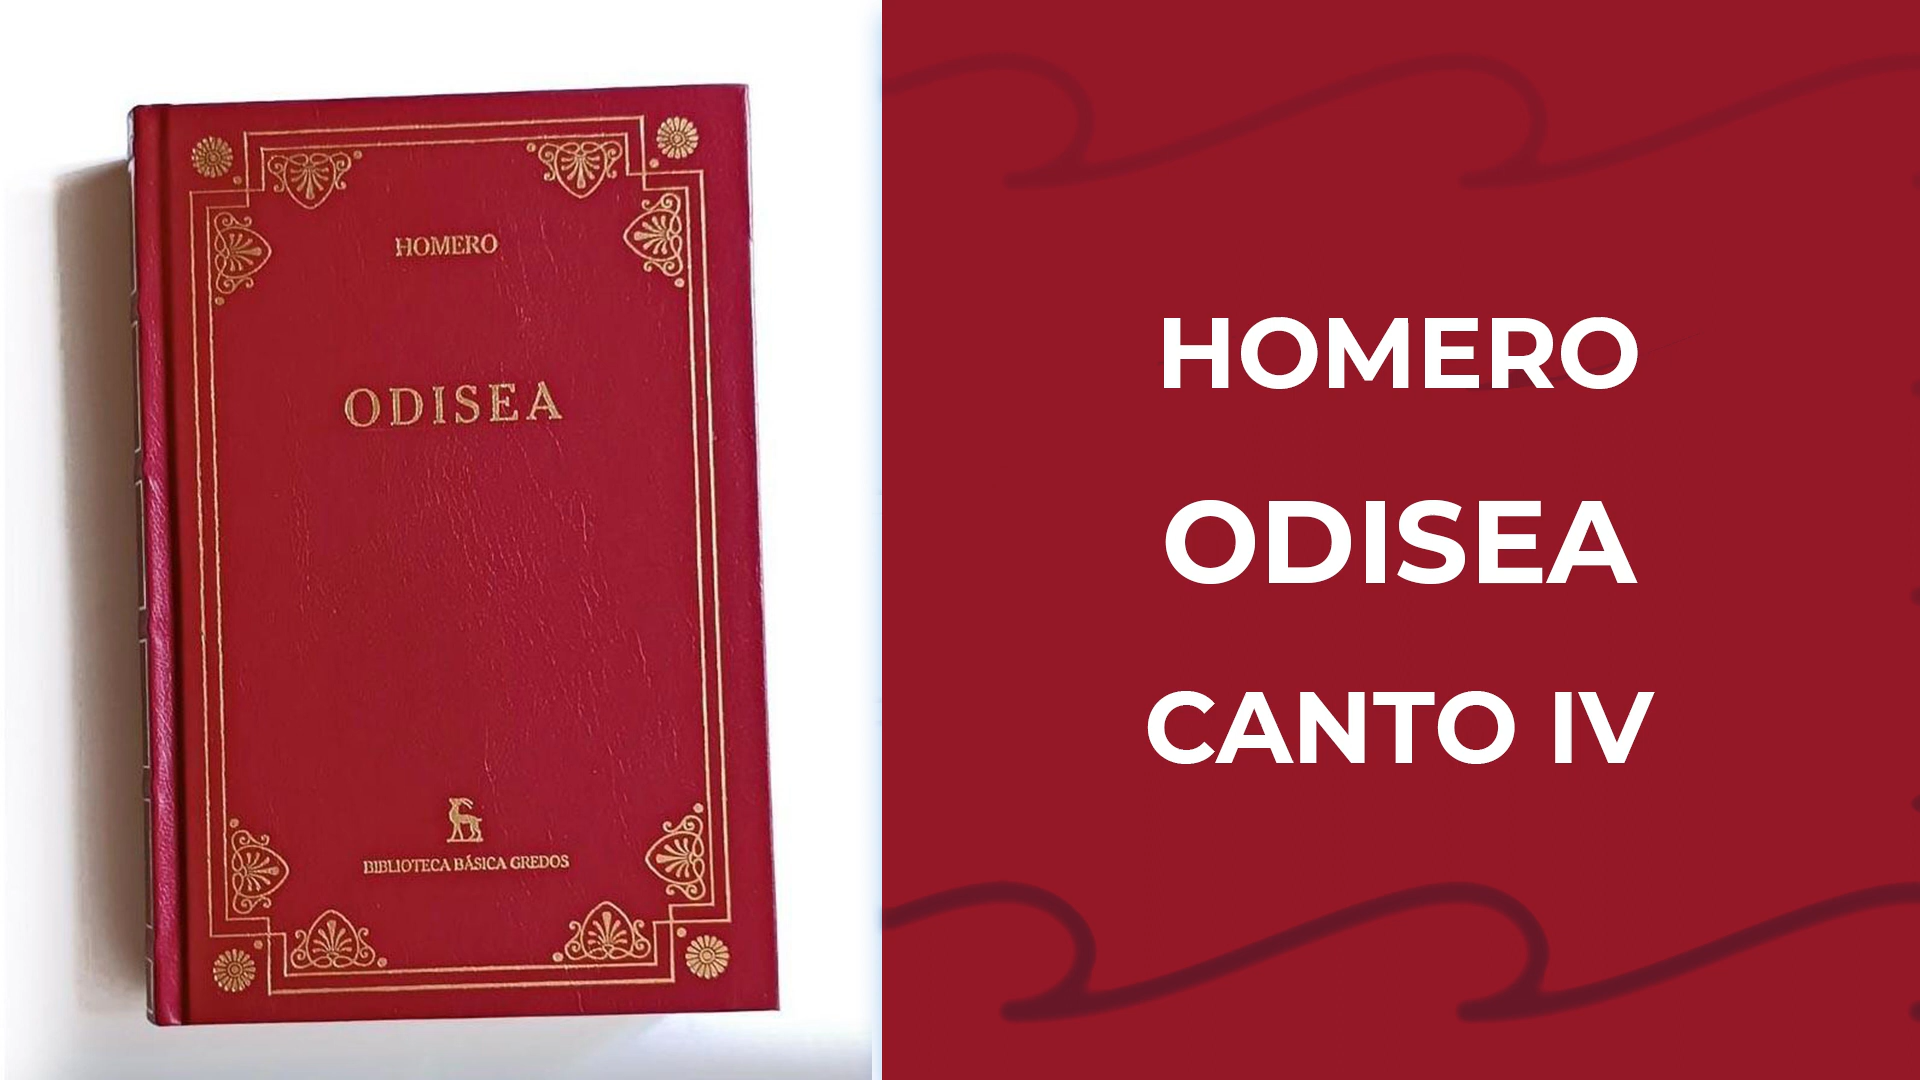 HOMERO
ODISEA
BIBLIOTECA BÁSICA GREDOS
HOMERO
ODISEA
CANTO IV